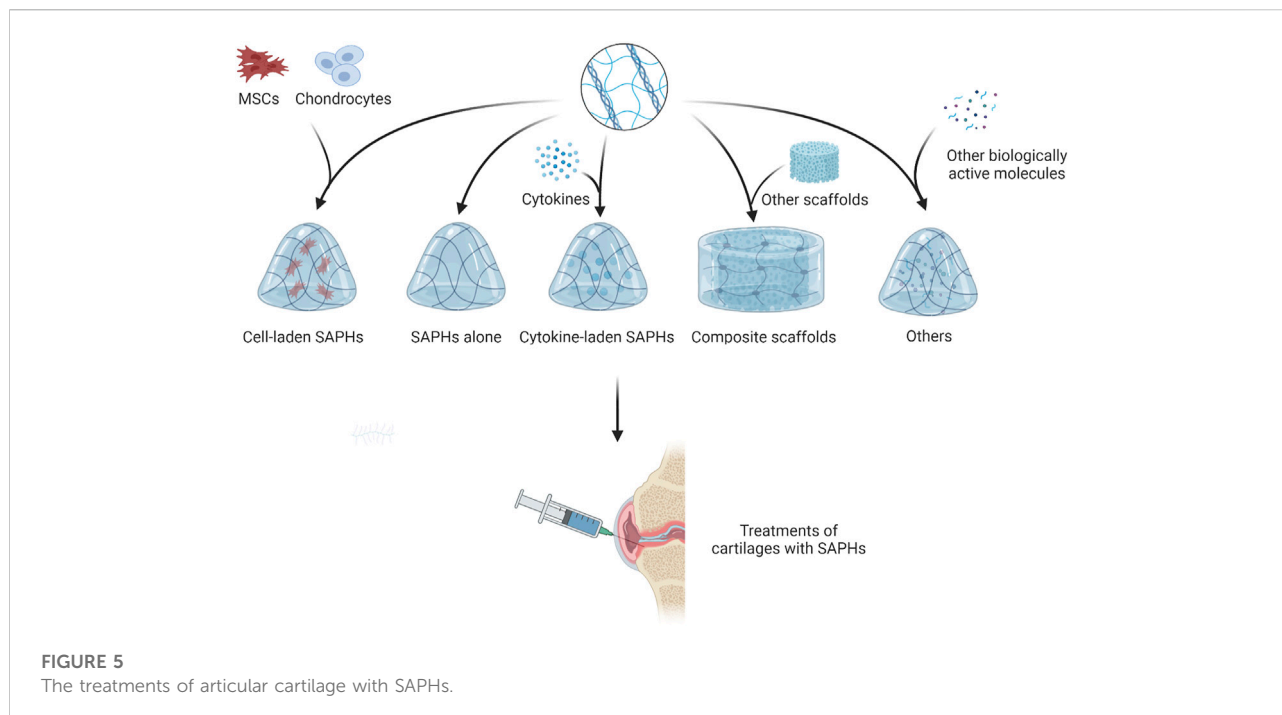 MSCs Chondrocytes
Other biologically
active molecules
Cytokines
Other scaffolds
Cell-laden SAPHs
SAPHs alone
Cytokine-laden SAPHs
Composite scaffolds
Others
Treatments of
cartilages with SAPHs
FIGURE 5
The treatments of articular cartilage with SAPHs.